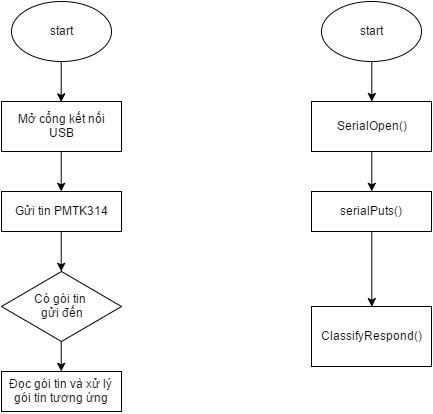 start
Mở cổng kết nối
USB
Gửi tin PMTK314
Có gói tin
gửi đến
Đọc gói tin và xử lý
gói tin tương ứng
start
SerialOpen()
serialPuts()
ClassifyRespond()